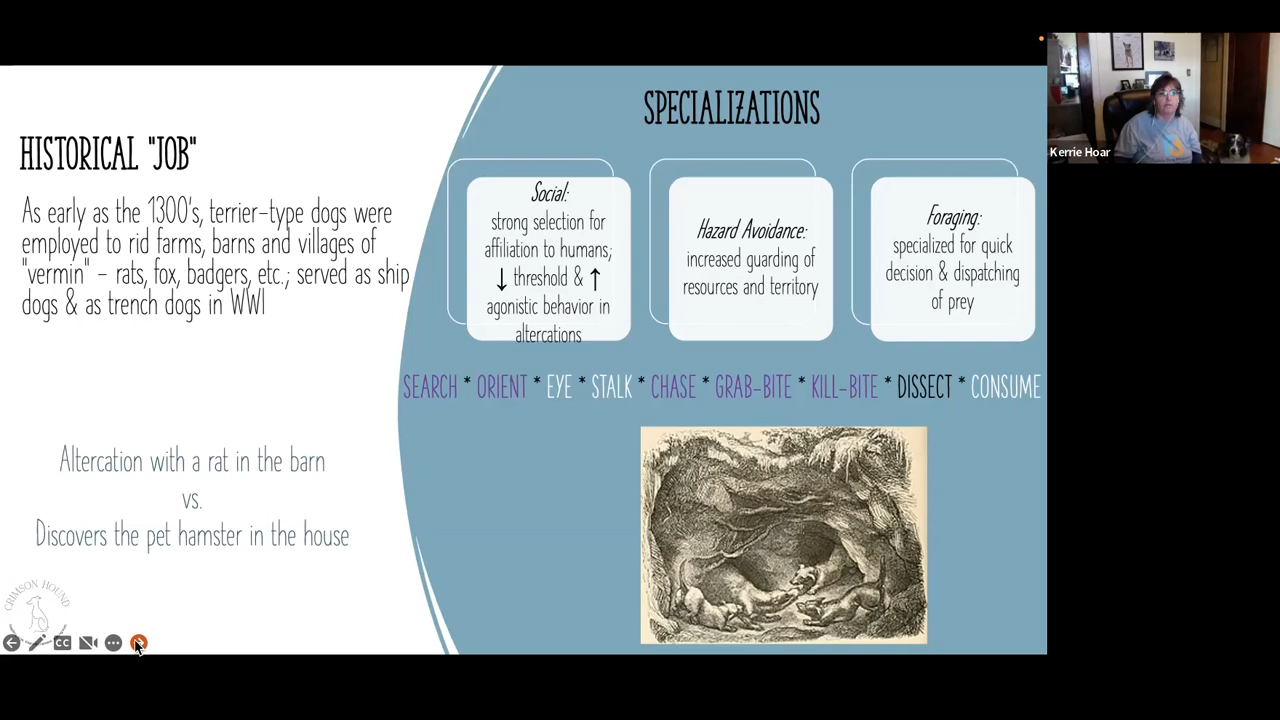 HISTORICAL "JOB"
As early as the 1300's, terrier-type dogs were
employed to rid farms, barns and villages of
"vermin" - rats, fox, badgers, etc.; served as ship
dogs & as trench dogs in WWI
Altercation with a rat in the barn
vs.
Discovers the pet hamster in the house
CRIMSON HOUND
CC
SPECIALIZATIONS
Social:
strong selection for
affiliation to humans;
↓ threshold & ↑
agonistic behavior in
altercations
Hazard Avoidance:
increased guarding of
resources and territory
Foraging:
specialized for quick
decision & dispatching
of prey
SEARCH * ORIENT * EYE * STALK * CHASE * GRAB-BITE * KILL-BITE * DISSECT * CONSUME
Kerrie Hoar